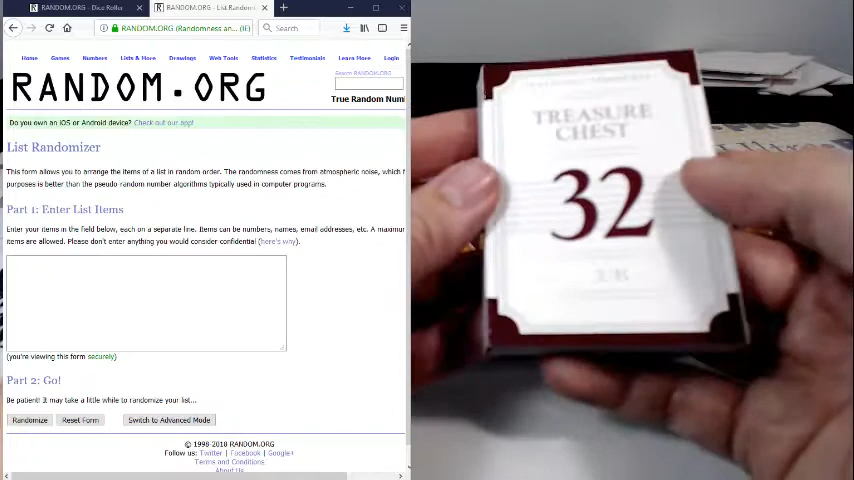 RANDOM.ORG - Dice Roller
RANDOM.ORG - List Randomi
RANDOM.ORG (Randomness an (IE)
Search
Home Games Numbers Lists & More Drawings Web Tools Statistics Testimonials Learn More Login
RANDOM.ORG
Search RANDOM.ORG
True Random Num
Do you own an iOS or Android device? Check out our app!
List Randomizer
This form allows you to arrange the items of a list in random order. The randomness comes from atmospheric noise, which f
purposes is better than the pseudo random number algorithms typically used in computer programs.
Part 1: Enter List Items
Enter your items in the field below, each on a separate line. Items can be numbers, names, email addresses, etc. A maximum
items are allowed. Please don't enter anything you would consider confidential (here's why).
(you're viewing this form securely)
Part 2: Go!
Be patient! It may take a little while to randomize your list...
Randomize Reset Form Switch to Advanced Mode
© 1998-2018 RANDOM.ORG
Follow us: Twitter | Facebook | Google+
Terms and Conditions
About Us
TREASURE
CHEST
32